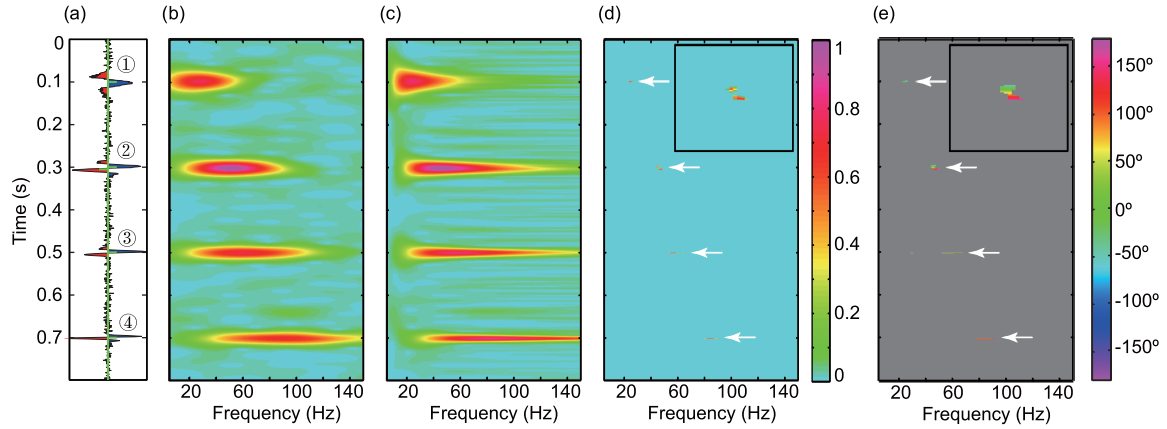 (a) (b) (c) (d) (e)
0
0.1
0.2
0.3
0.4
0.5
0.6
0.7
Time (s)
①
②
③
④
20 60 100 140
Frequency (Hz)
20 60 100 140
Frequency (Hz)
20 60 100 140
Frequency (Hz)
1
0.8
0.6
0.4
0.2
0
20 60 100 140
Frequency (Hz)
150º
100º
50º
0º
-50º
-100º
-150º